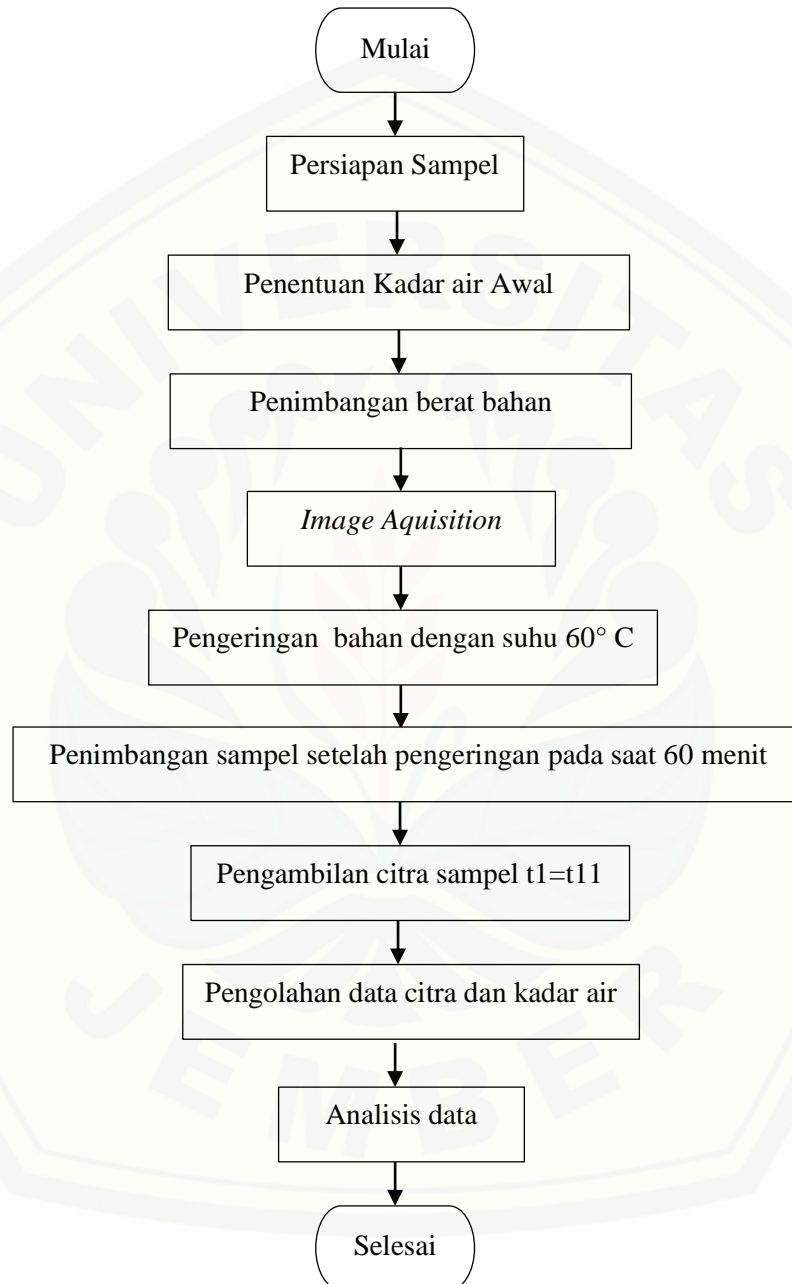 Mulai
Persiapan Sampel
Penentuan Kadar air Awal
Penimbangan berat bahan
Image Aquisition
Pengeringan  bahan dengan suhu 60° C
Penimbangan sampel setelah pengeringan pada saat 60 menit
Pengambilan citra sampel t1=t11
Pengolahan data citra dan kadar air
Analisis data
Selesai
UNIVERSITAS
JEMBER